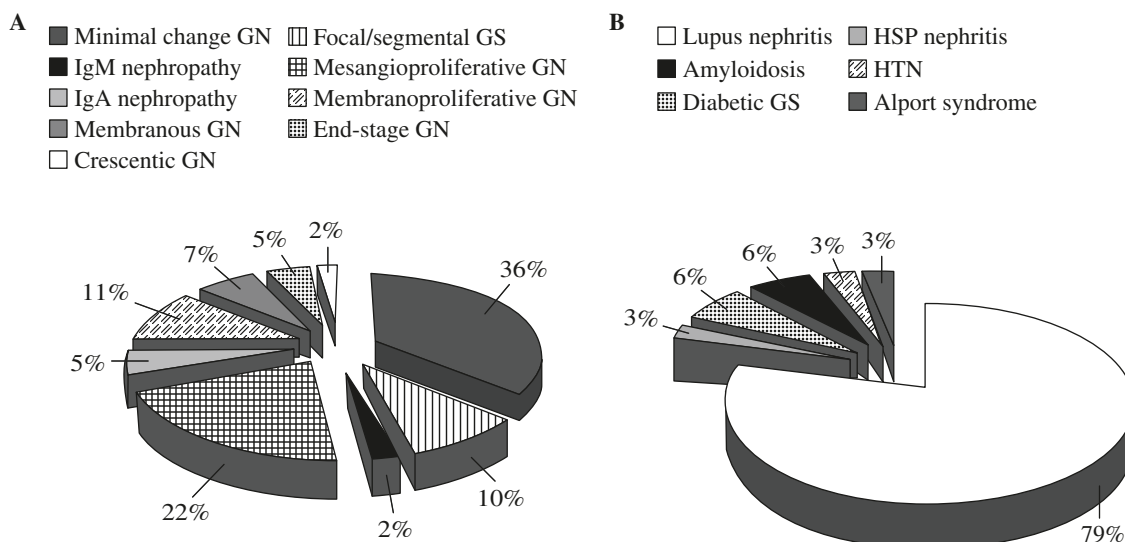 A
Minimal change GN
Focal/segmental GS
IgM nephropathy
Mesangioproliferative GN
IgA nephropathy
Membranoproliferative GN
Membranous GN
End-stage GN
Crescentic GN
2%
5%
7%
36%
11%
5%
22%
2%
10%
B
Lupus nephritis
HSP nephritis
Amyloidosis
HTN
Diabetic GS
Alport syndrome
3%
3%
6%
6%
3%
79%